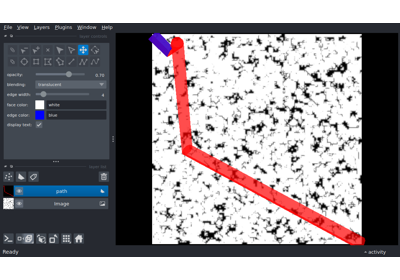 File View Layers Plugins Window Help
opacity: 0.70
blending: translucent
edge width: 4
face color: white
edge color: blue
display text: ✓
path
Image
Ready
activity